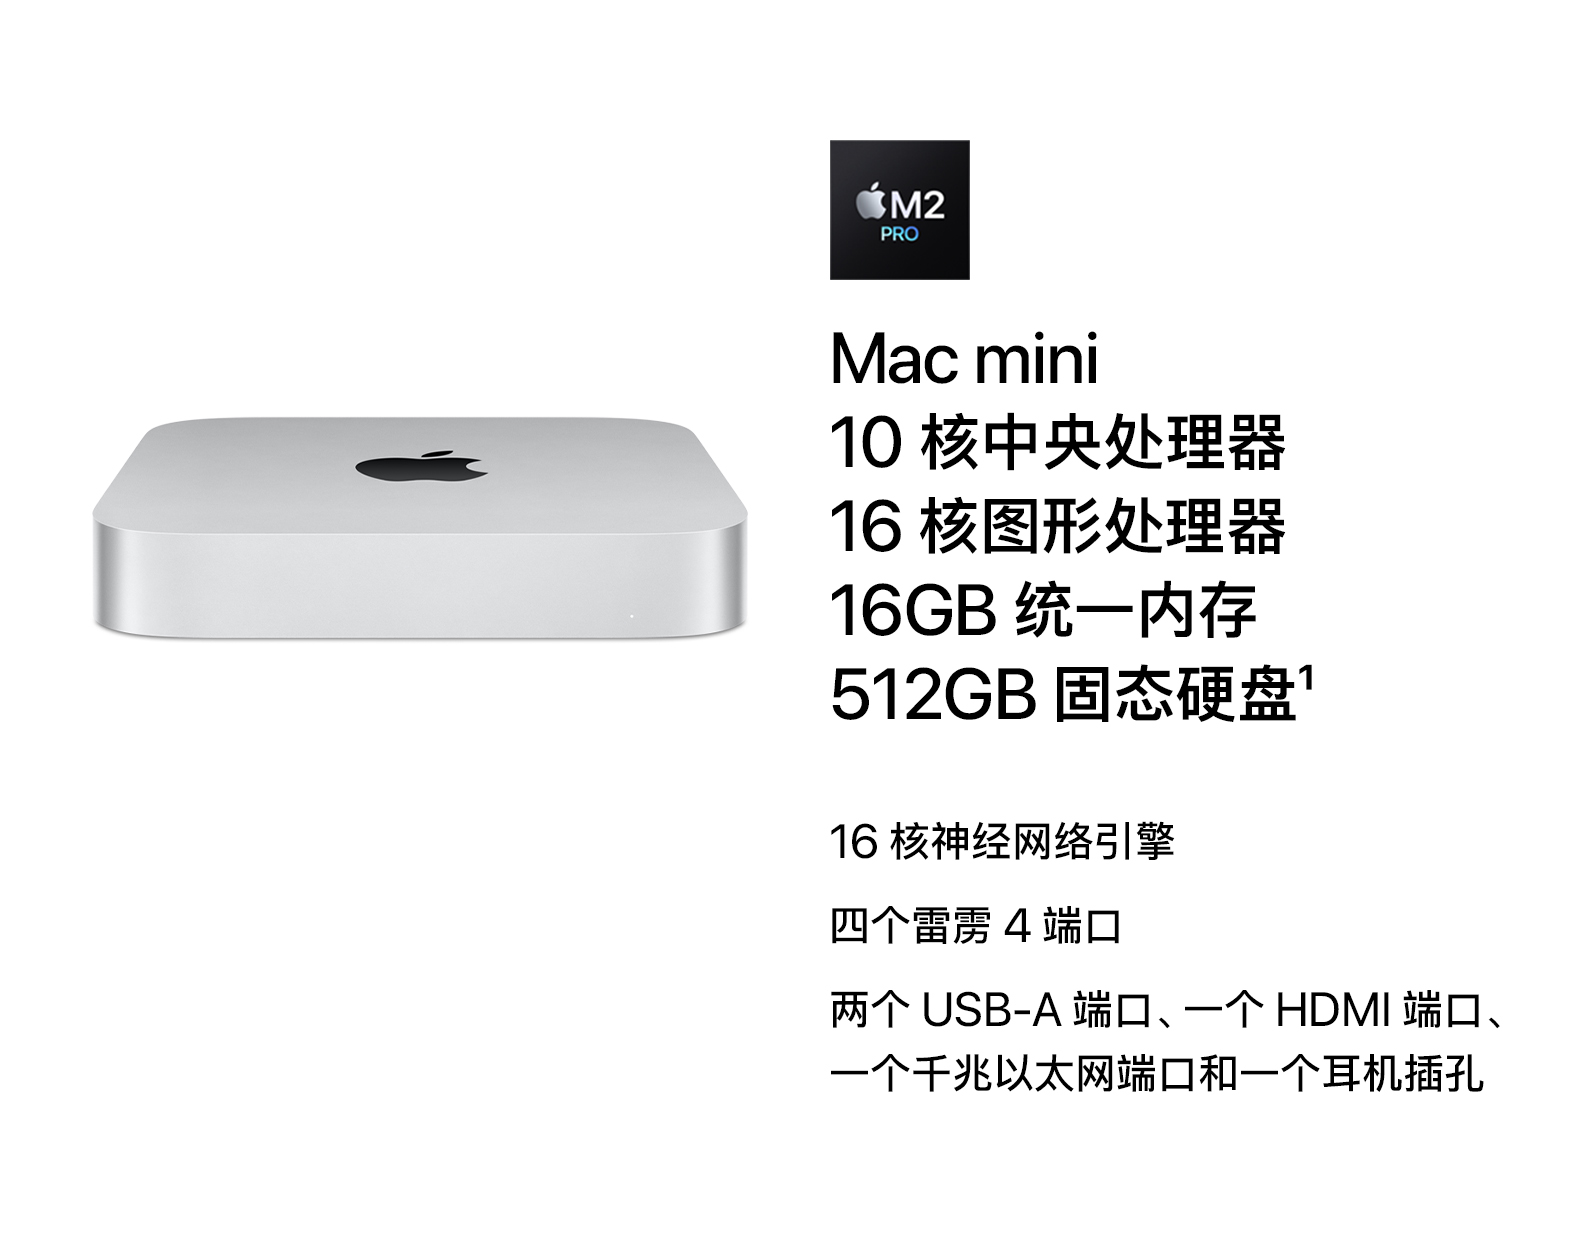 M2
PRO
Mac mini
10 核中央处理器
16 核图形处理器
16GB 统一内存
512GB 固态硬盘¹
16 核神经网络引擎
四个雷雳 4 端口
两个 USB-A 端口、一个 HDMI 端口、
一个千兆以太网端口和一个耳机插孔